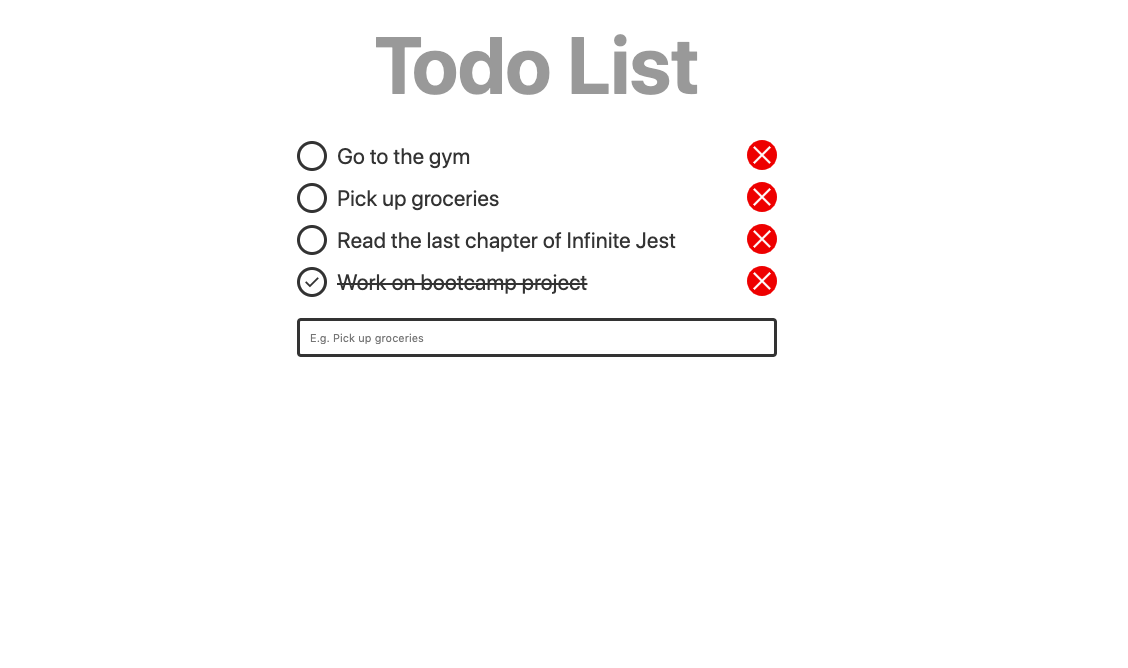 Todo List
Go to the gym
Pick up groceries
Read the last chapter of Infinite Jest
Work on bootcamp project
E.g. Pick up groceries